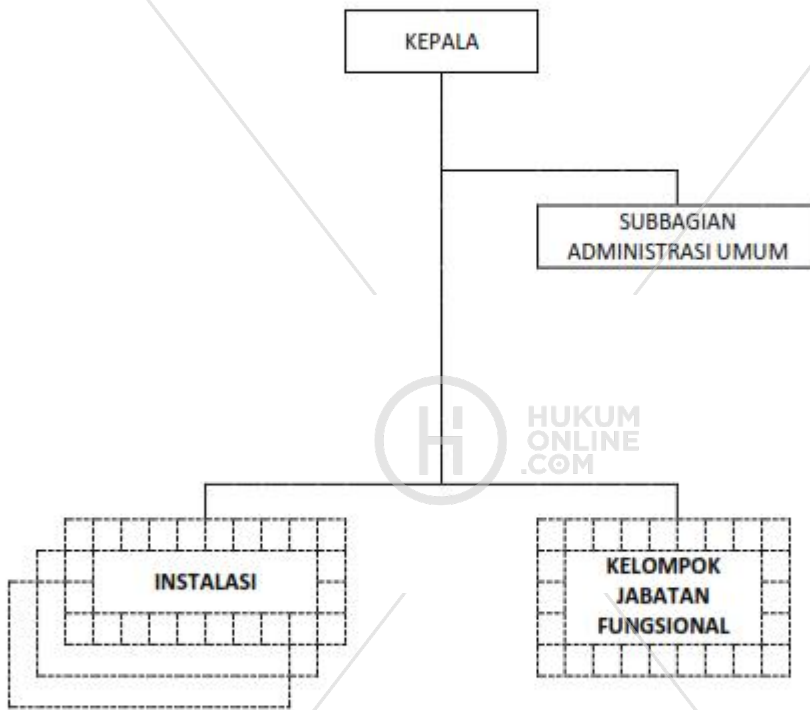 KEPALA
SUBBAGIAN
ADMINISTRASI UMUM
HUKUM
ONLINE
.COM
INSTALASI
KELOMPOK
JABATAN
FUNGSIONAL